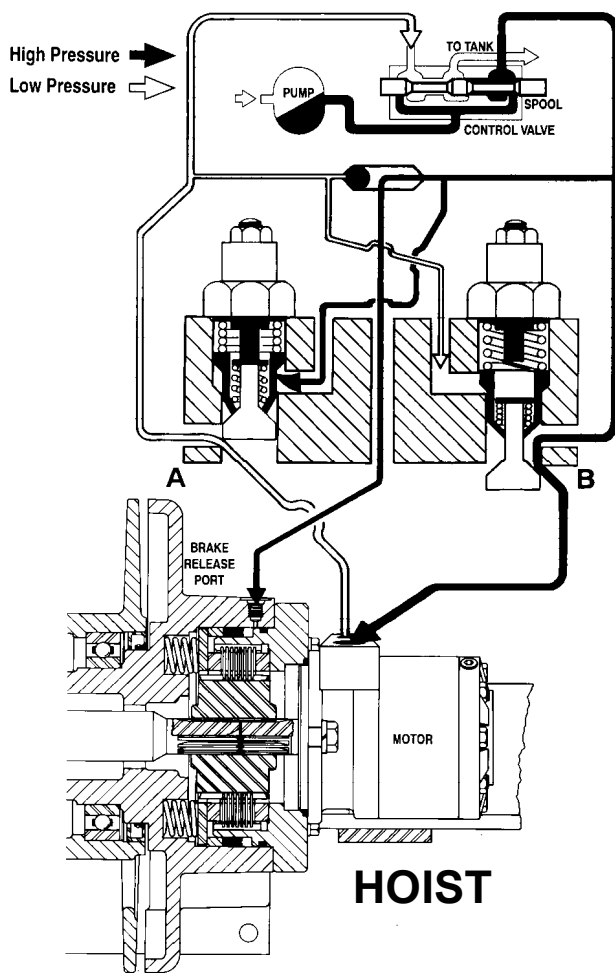 High Pressure
Low Pressure
TO TANK
PUMP
SPOOL
CONTROL VALVE
A
B
BRAKE
RELEASE
PORT
MOTOR
HOIST